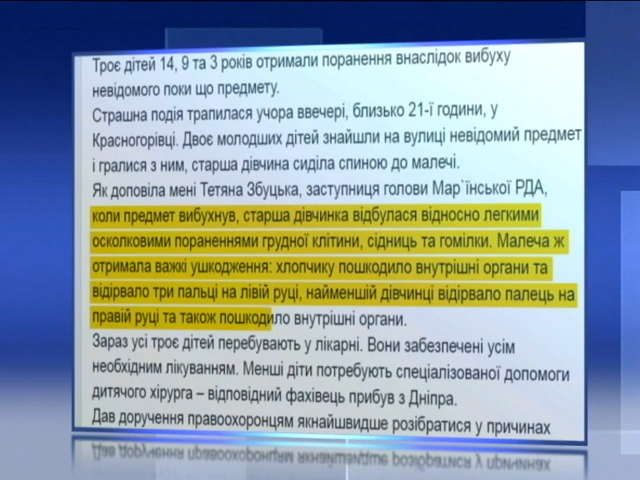 Троє дітей 14, 9 та 3 років отримали поранення внаслідок вибуху
невідомого поки що предмету.
Страшна подія трапилася учора ввечері, близько 21-ї години, у
Красногорівці. Двоє молодших дітей знайшли на вулиці невідомий предмет
і гралися з ним, старша дівчина сиділа спиною до малечі.
Як доповіла мені Тетяна Збуцька, заступниця голови Мар`їнської РДА,
коли предмет вибухнув, старша дівчинка відбулася відносно легкими
осколковими пораненнями грудної клітини, сідниць та гомілки. Малеча ж
отримала важкі ушкодження: хлопчику пошкодило внутрішні органи та
відірвало три пальці на лівій руці, найменшій дівчинці відірвало палець на
правій руці та також пошкодило внутрішні органи.
Зараз усі троє дітей перебувають у лікарні. Вони забезпечені усім
необхідним лікуванням. Менші діти потребують спеціалізованої допомоги
дитячого хірурга – відповідний фахівець прибув з Дніпра.
Дав доручення правоохоронцям якнайшвидше розібратися у причинах